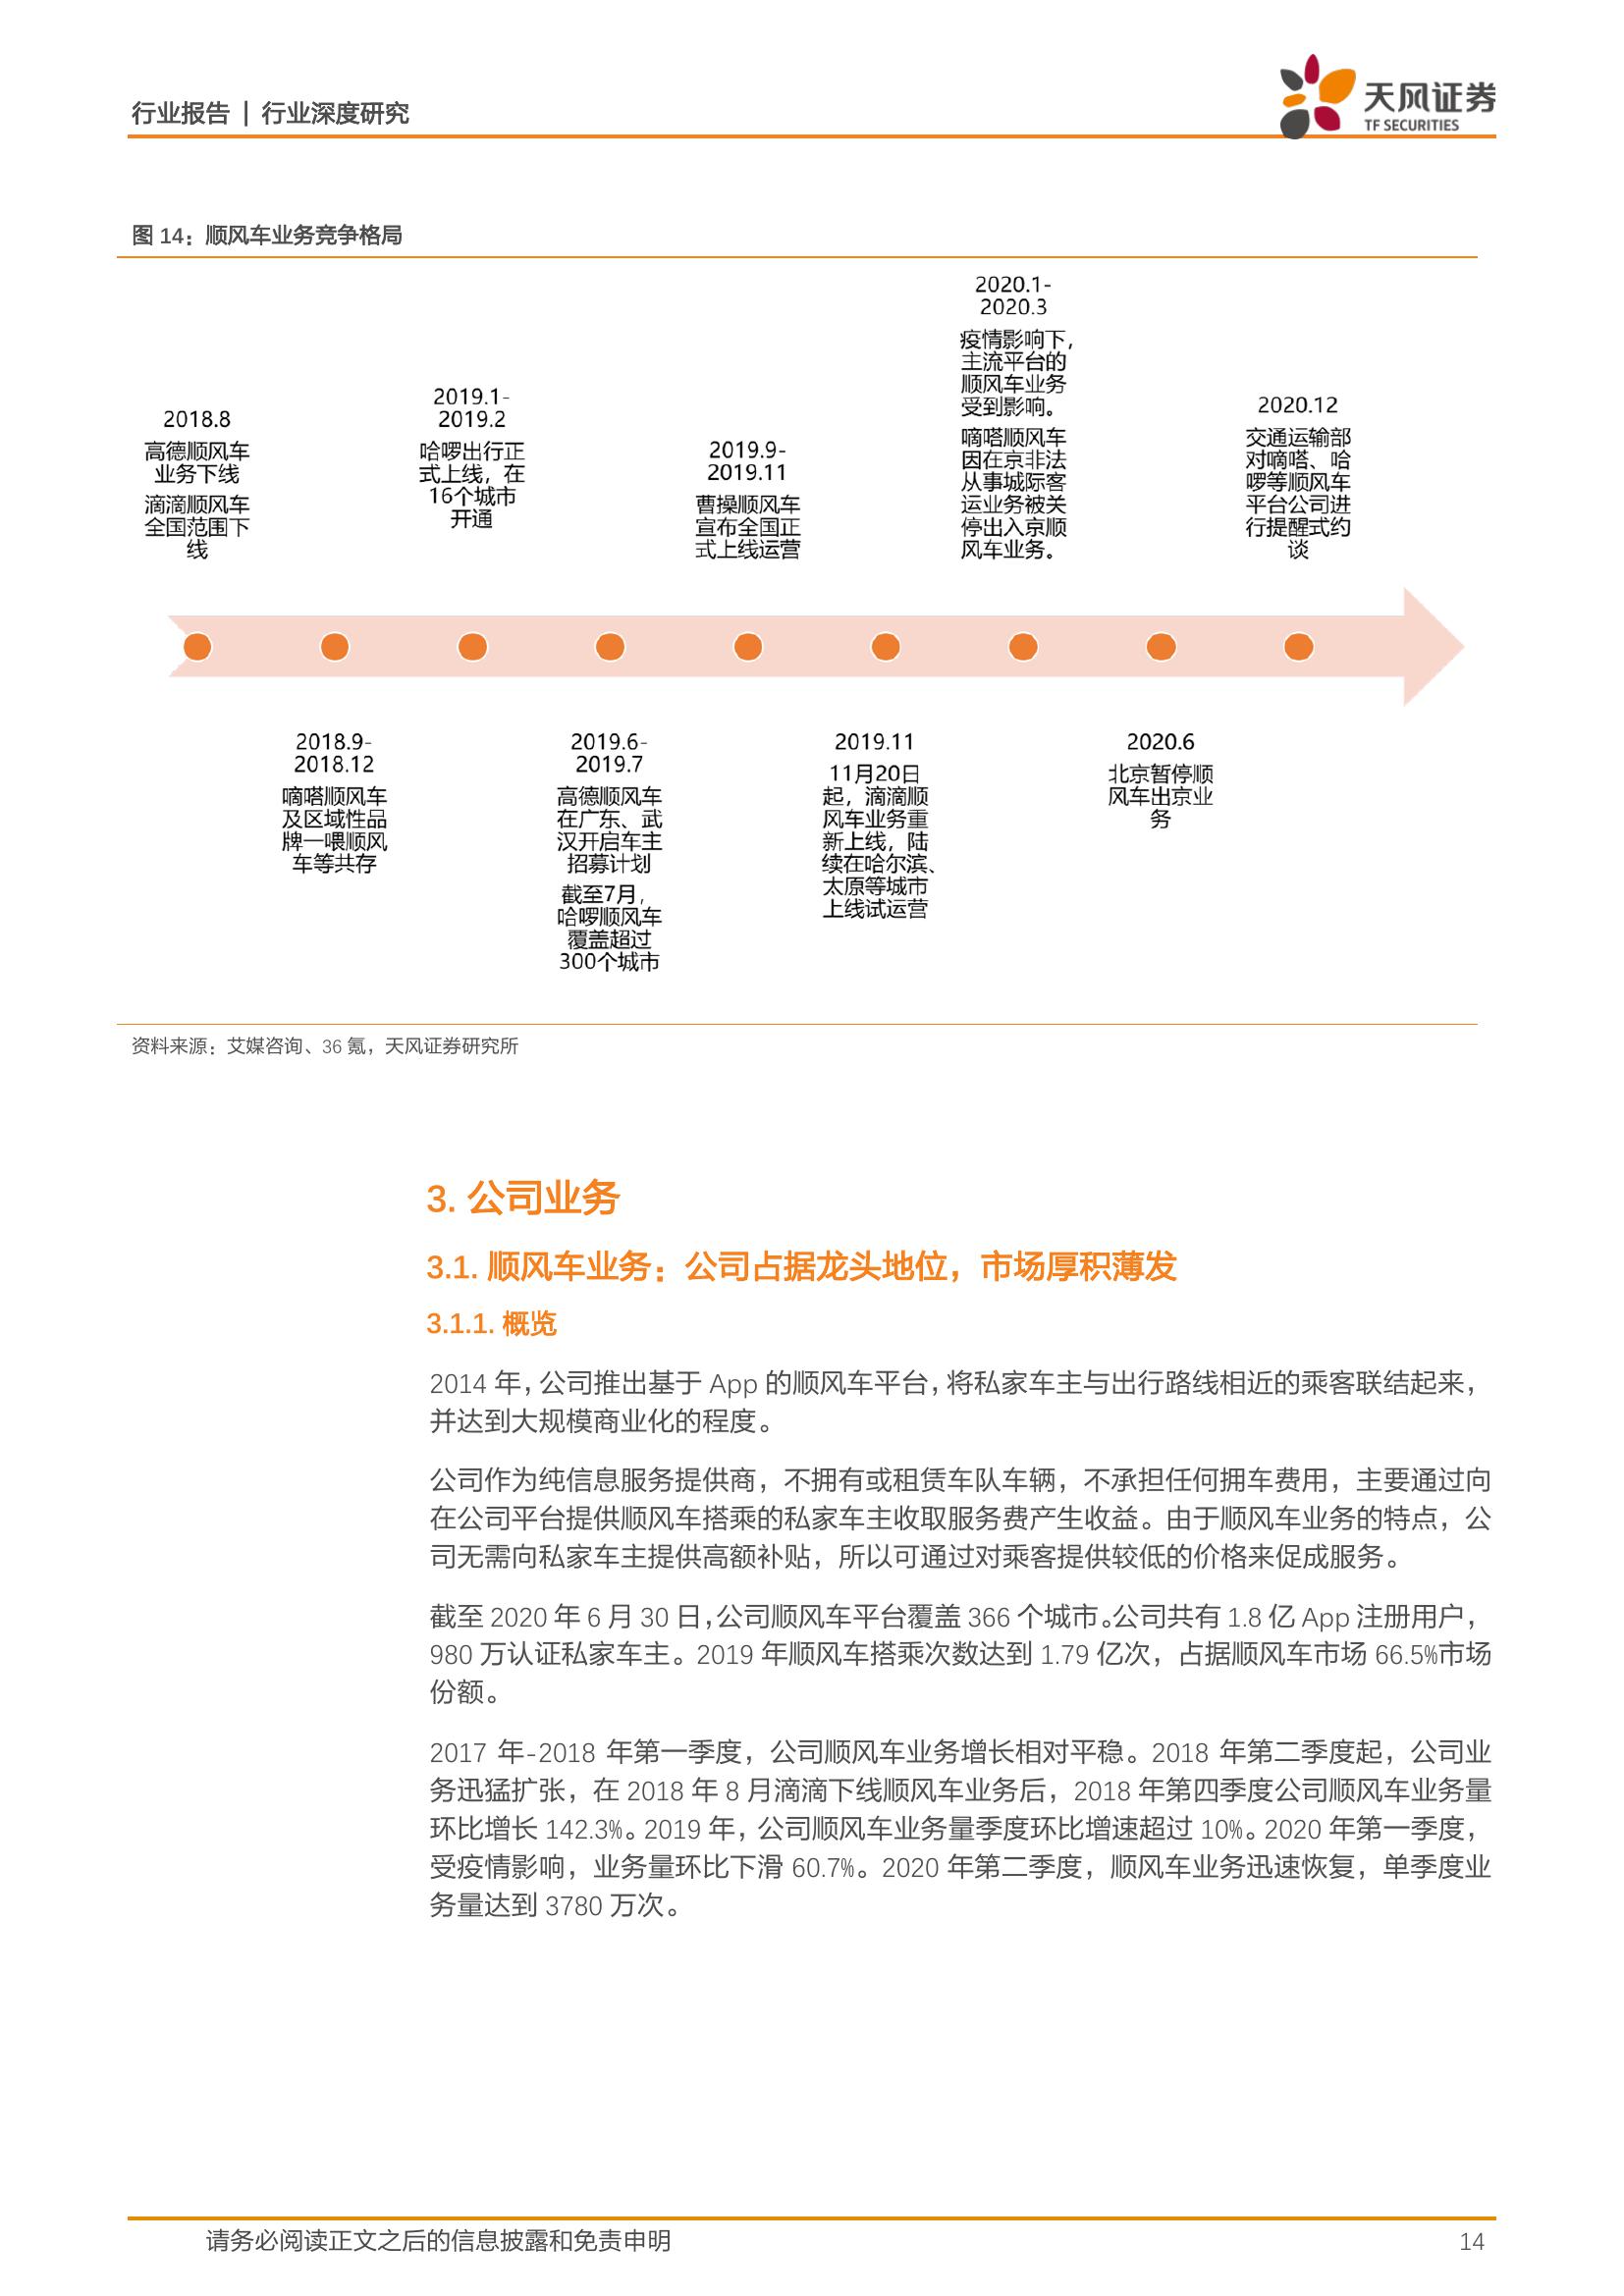 行业报告 | 行业深度研究
天风证券
TF SECURITIES
图 14：顺风车业务竞争格局
2018.8
高德顺风车
业务下线
滴滴顺风车
全国范围下
线
2018.9-
2018.12
嘀嗒顺风车
及区域性品
牌一喂顺风
车等共存
2019.1-
2019.2
哈啰出行正
式上线，在
16个城市
开通
2019.6-
2019.7
高德顺风车
在广东、武
汉开启车主
招募计划
截至7月，
哈啰顺风车
覆盖超过
300个城市
2019.9-
2019.11
曹操顺风车
宣布全国正
式上线运营
2019.11
11月20日
起，滴滴顺
风车业务重
新上线，陆
续在哈尔滨、
太原等城市
上线试运营
2020.1-
2020.3
疫情影响下，
主流平台的
顺风车业务
受到影响。
嘀嗒顺风车
因在京非法
从事城际客
运业务被关
停出入京顺
风车业务。
2020.6
北京暂停顺
风车出京业
务
2020.12
交通运输部
对嘀嗒、哈
啰等顺风车
平台公司进
行提醒式约
谈
资料来源：艾媒咨询、36 氪，天风证券研究所
3. 公司业务
3.1. 顺风车业务：公司占据龙头地位，市场厚积薄发
3.1.1. 概览
2014 年，公司推出基于 App 的顺风车平台，将私家车主与出行路线相近的乘客联结起来，
并达到大规模商业化的程度。
公司作为纯信息服务提供商，不拥有或租赁车队车辆，不承担任何拥车费用，主要通过向
在公司平台提供顺风车搭乘的私家车主收取服务费产生收益。由于顺风车业务的特点，公
司无需向私家车主提供高额补贴，所以可通过对乘客提供较低的价格来促成服务。
截至 2020 年 6 月 30 日，公司顺风车平台覆盖 366 个城市。公司共有 1.8 亿 App 注册用户，
980 万认证私家车主。2019 年顺风车搭乘次数达到 1.79 亿次，占据顺风车市场 66.5%市场
份额。
2017 年-2018 年第一季度，公司顺风车业务增长相对平稳。2018 年第二季度起，公司业
务迅猛扩张，在 2018 年 8 月滴滴下线顺风车业务后，2018 年第四季度公司顺风车业务量
环比增长 142.3%。2019 年，公司顺风车业务量季度环比增速超过 10%。2020 年第一季度，
受疫情影响，业务量环比下滑 60.7%。2020 年第二季度，顺风车业务迅速恢复，单季度业
务量达到 3780 万次。
请务必阅读正文之后的信息披露和免责申明
14